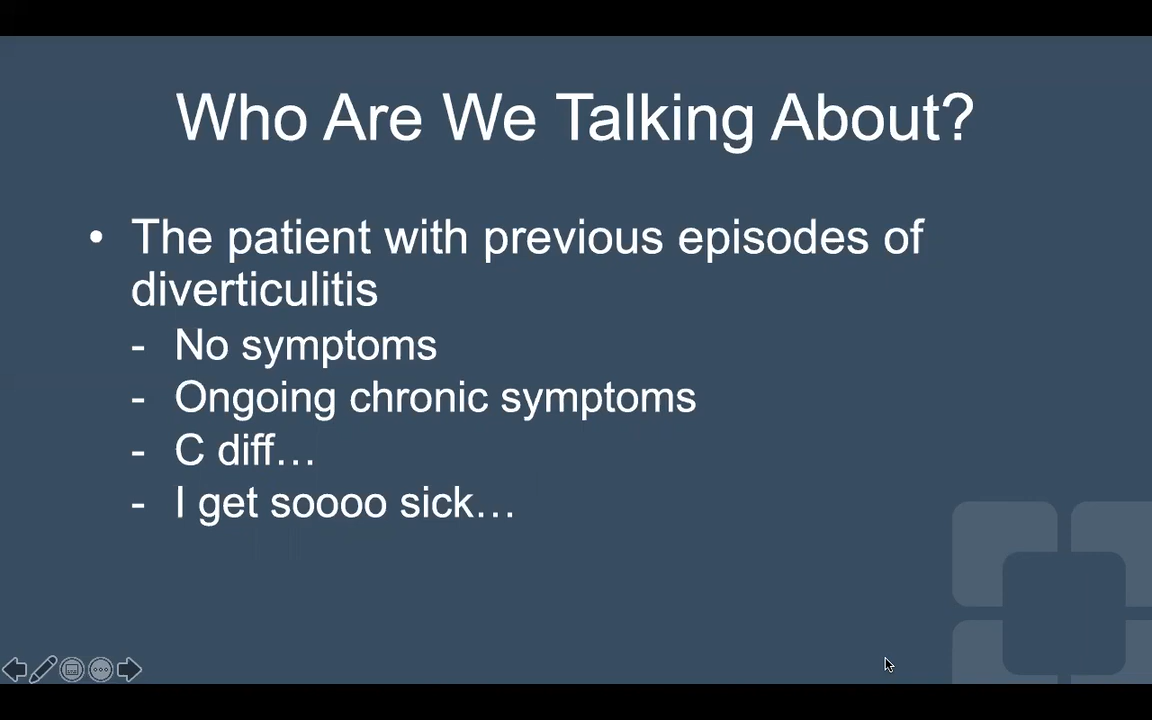 Who Are We Talking About?
• The patient with previous episodes of
diverticulitis
- No symptoms
- Ongoing chronic symptoms
- C diff…
- I get soooo sick…